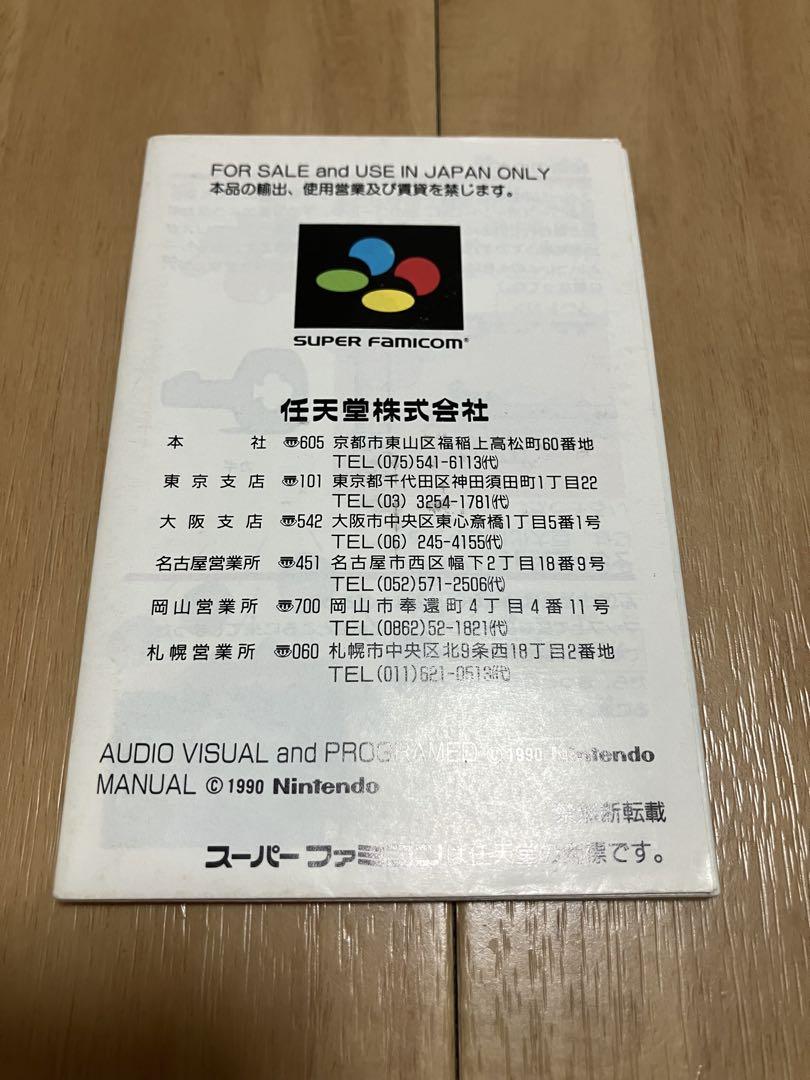 FOR SALE and USE IN JAPAN ONLY
本品の輸出、使用営業及び賃貸を禁じます。
SUPER FAMICOM®
任天堂株式会社
本 社 〠605 京都市東山区福稲上高松町60番地
TEL(075)541-6113㈹
東京支店 〠101 東京都千代田区神田須田町1丁目22
TEL(03) 3254-1781㈹
大阪支店 〠542 大阪市中央区東心斎橋1丁目5番1号
TEL(06) 245-4155㈹
名古屋営業所 〠451 名古屋市西区幅下2丁目18番9号
TEL(052)571-2506㈹
岡山営業所 〠700 岡山市奉還町4丁目4番11号
TEL(0862)52-1821㈹
札幌営業所 〠060 札幌市中央区北9条西18丁目2番地
TEL(011)621-0513㈹
AUDIO VISUAL and PROGRAMED © 1990 Nintendo
MANUAL © 1990 Nintendo
無断転載
スーパーファミコンは任天堂の商標です。